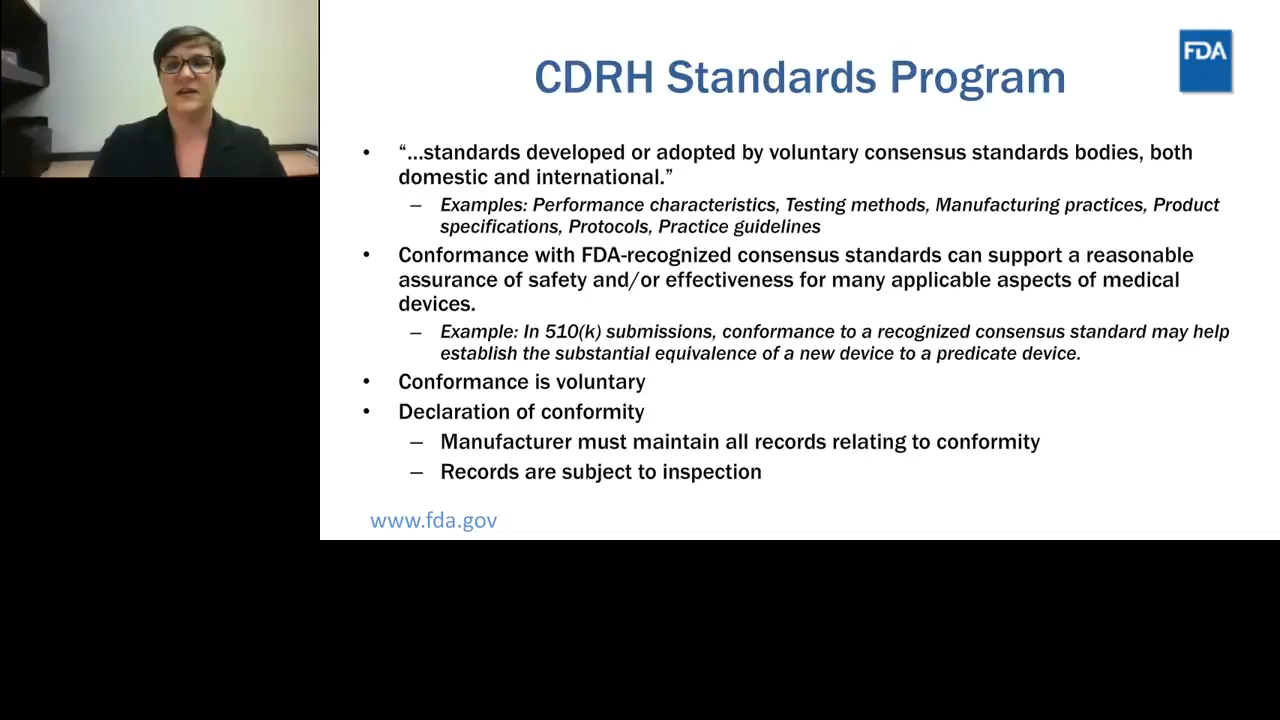 FDA
CDRH Standards Program
• “...standards developed or adopted by voluntary consensus standards bodies, both
domestic and international.”
– Examples: Performance characteristics, Testing methods, Manufacturing practices, Product
specifications, Protocols, Practice guidelines
• Conformance with FDA-recognized consensus standards can support a reasonable
assurance of safety and/or effectiveness for many applicable aspects of medical
devices.
– Example: In 510(k) submissions, conformance to a recognized consensus standard may help
establish the substantial equivalence of a new device to a predicate device.
• Conformance is voluntary
• Declaration of conformity
– Manufacturer must maintain all records relating to conformity
– Records are subject to inspection
www.fda.gov